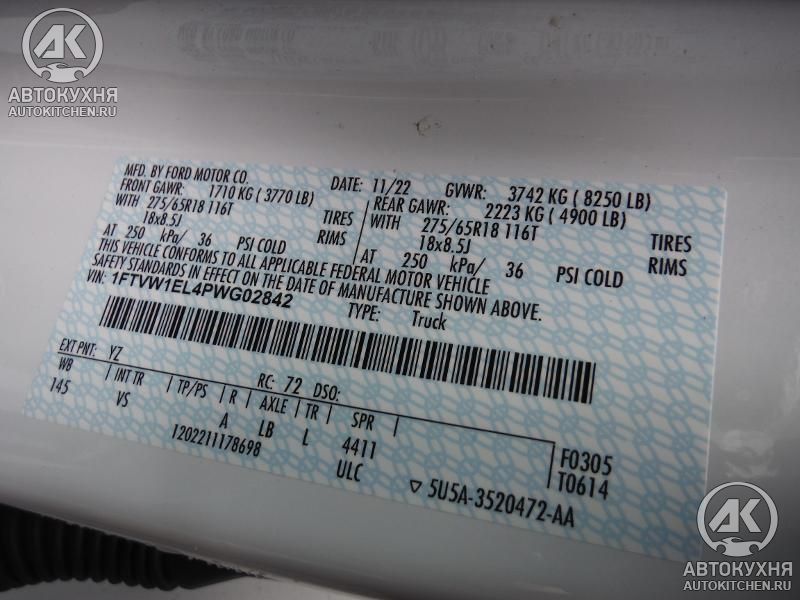 АК
АВТОКУХНЯ
AUTOKITCHEN.RU
MFD. BY FORD MOTOR CO.
DATE: 11/22 GVWR: 3742 KG ( 8250 LB)
FRONT GAWR: 1710 KG ( 3770 LB) REAR GAWR: 2223 KG ( 4900 LB)
WITH 275/65R18 116T TIRES WITH 275/65R18 116T TIRES
18x8.5J RIMS 18x8.5J RIMS
AT 250 kPa/ 36 PSI COLD AT 250 kPa/ 36 PSI COLD
THIS VEHICLE CONFORMS TO ALL APPLICABLE FEDERAL MOTOR VEHICLE
SAFETY STANDARDS IN EFFECT ON THE DATE OF MANUFACTURE SHOWN ABOVE.
VIN: 1FTVW1EL4PWG02842
TYPE: Truck
EXT PNT: YZ RC: 72 DSO:
WB INT TR TP/PS R AXLE TR SPR
145 VS A LB L 4411
1202211178698 ULC
F0305
T0614
▽ 5U5A-3520472-AA
АК
АВТОКУХНЯ
AUTOKITCHEN.RU